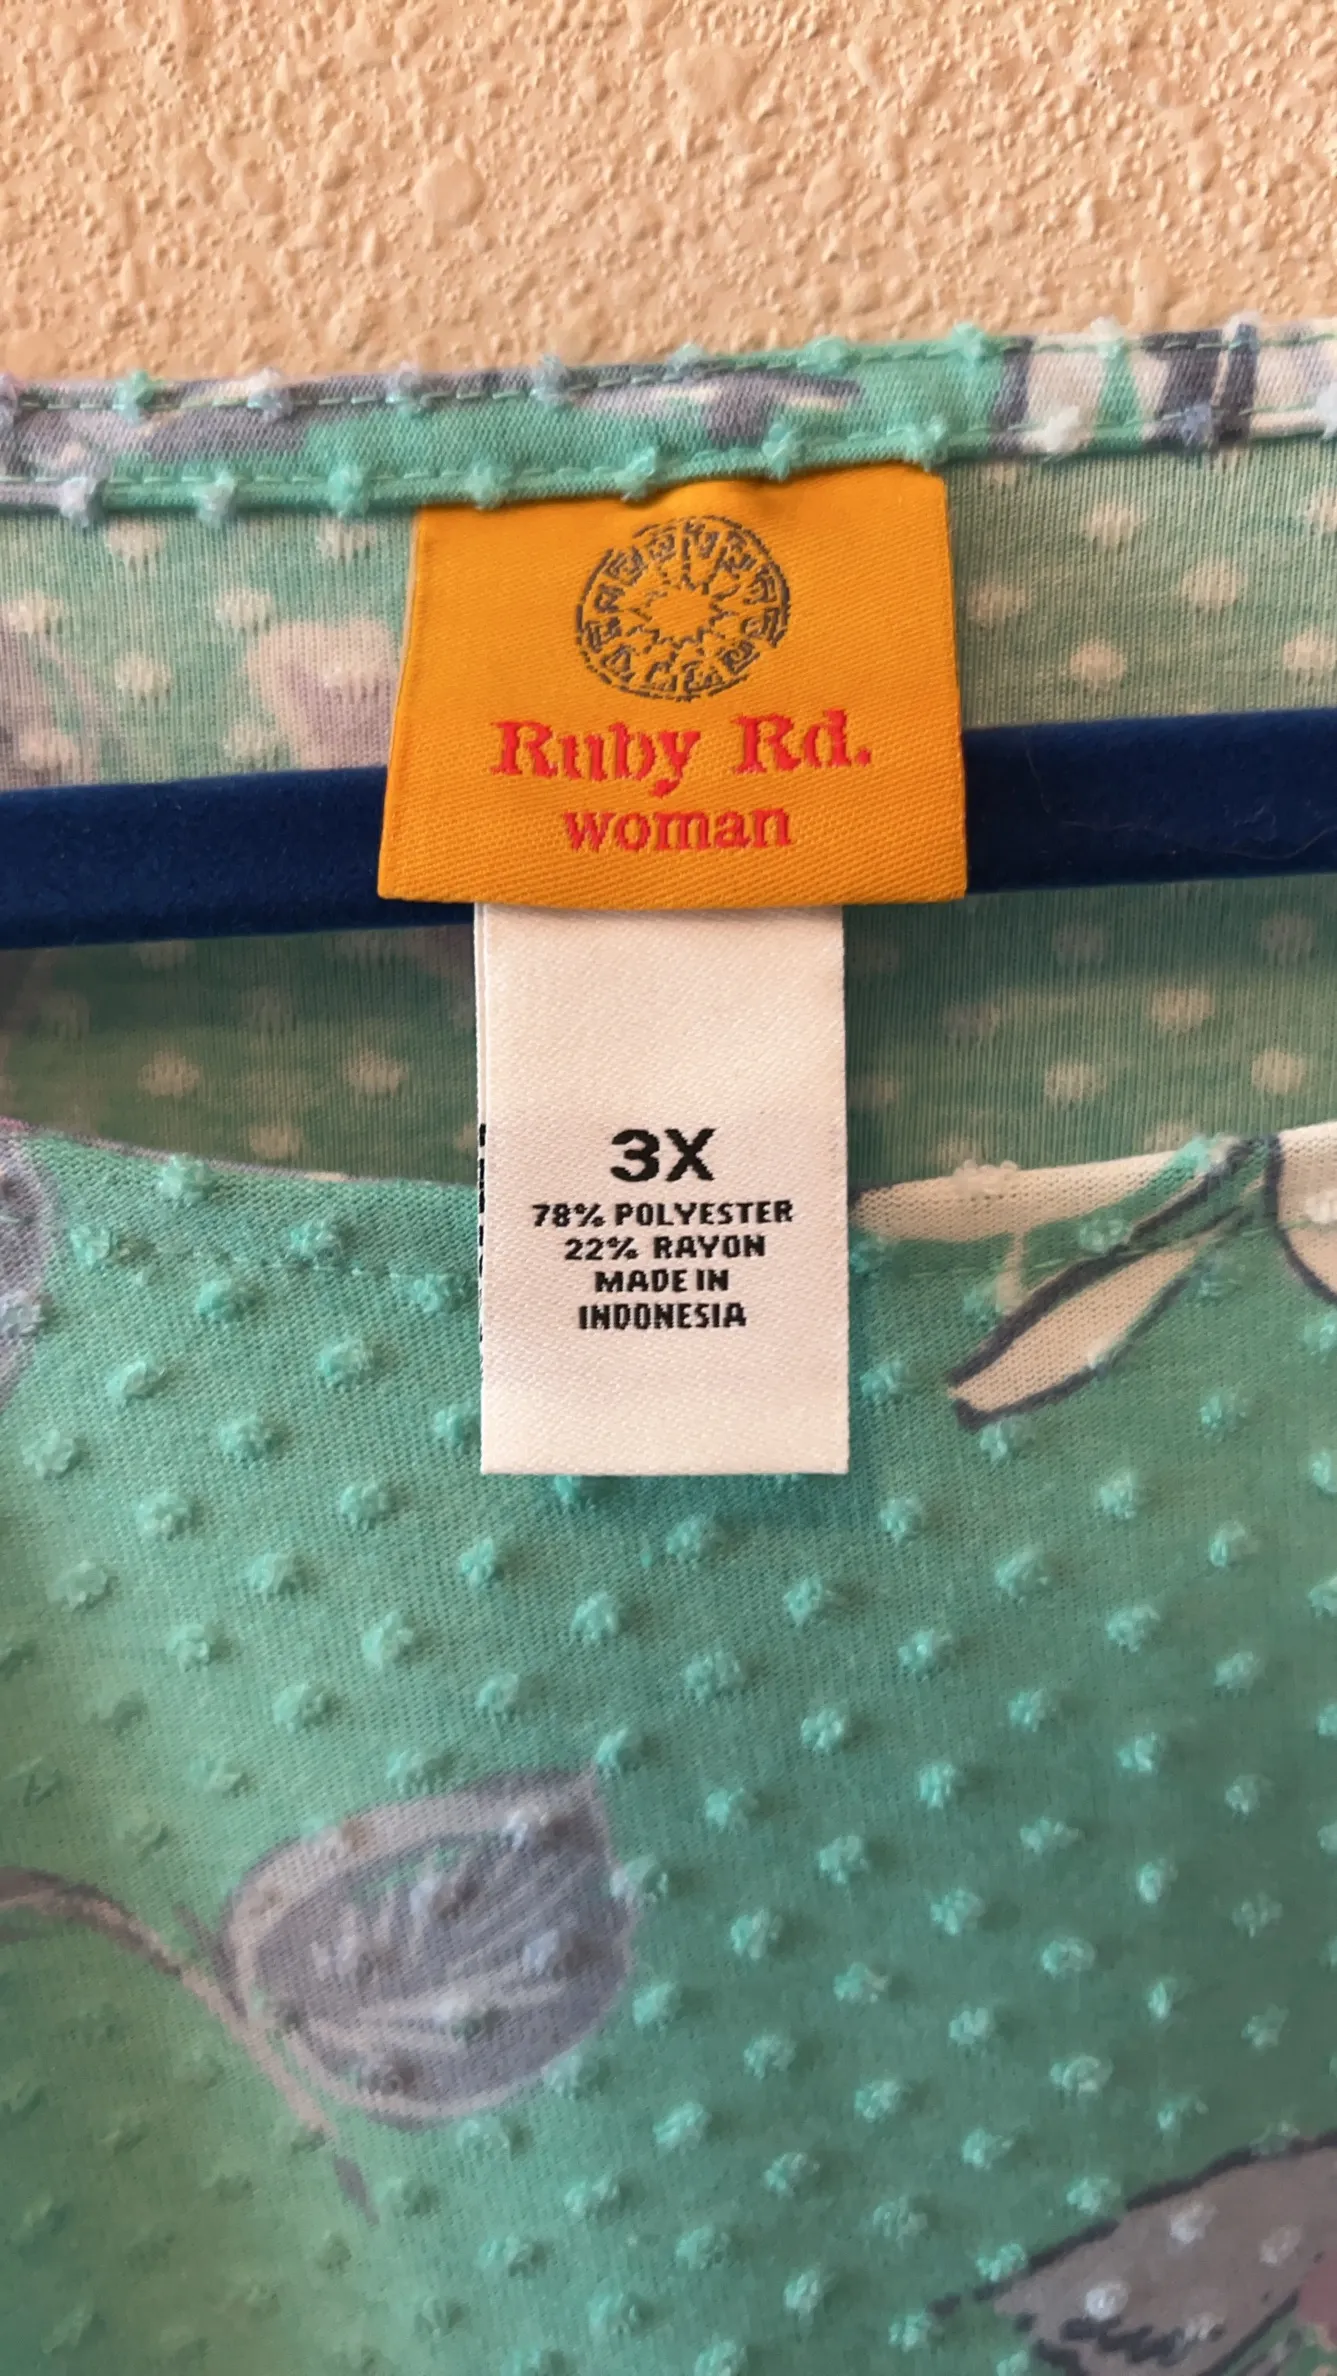 Ruby Rd.
woman
3X
78% POLYESTER
22% RAYON
MADE IN
INDONESIA